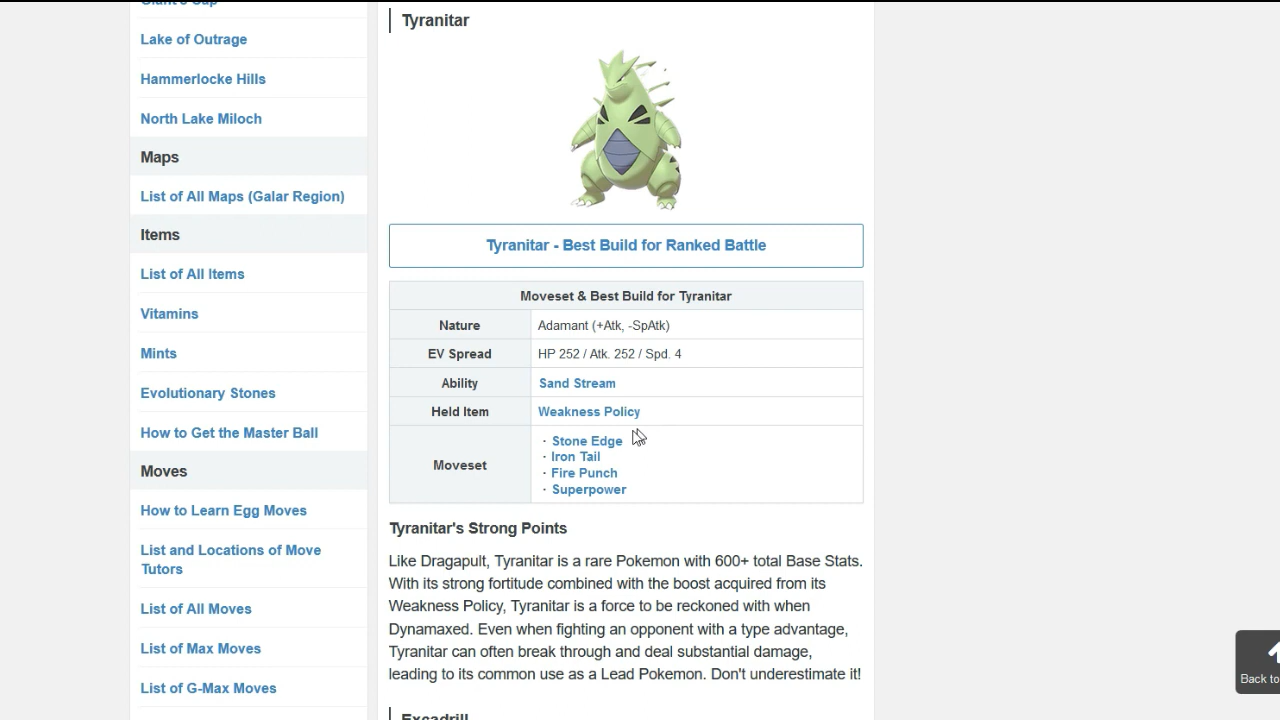 Giant's Cap
Lake of Outrage
Hammerlocke Hills
North Lake Miloch
Maps
List of All Maps (Galar Region)
Items
List of All Items
Vitamins
Mints
Evolutionary Stones
How to Get the Master Ball
Moves
How to Learn Egg Moves
List and Locations of Move
Tutors
List of All Moves
List of Max Moves
List of G-Max Moves
Tyranitar
Tyranitar - Best Build for Ranked Battle
Moveset & Best Build for Tyranitar
Nature Adamant (+Atk, -SpAtk)
EV Spread HP 252 / Atk. 252 / Spd. 4
Ability Sand Stream
Held Item Weakness Policy
Moveset
· Stone Edge
· Iron Tail
· Fire Punch
· Superpower
Tyranitar's Strong Points
Like Dragapult, Tyranitar is a rare Pokemon with 600+ total Base Stats.
With its strong fortitude combined with the boost acquired from its
Weakness Policy, Tyranitar is a force to be reckoned with when
Dynamaxed. Even when fighting an opponent with a type advantage,
Tyranitar can often break through and deal substantial damage,
leading to its common use as a Lead Pokemon. Don't underestimate it!
Excadrill
Back to